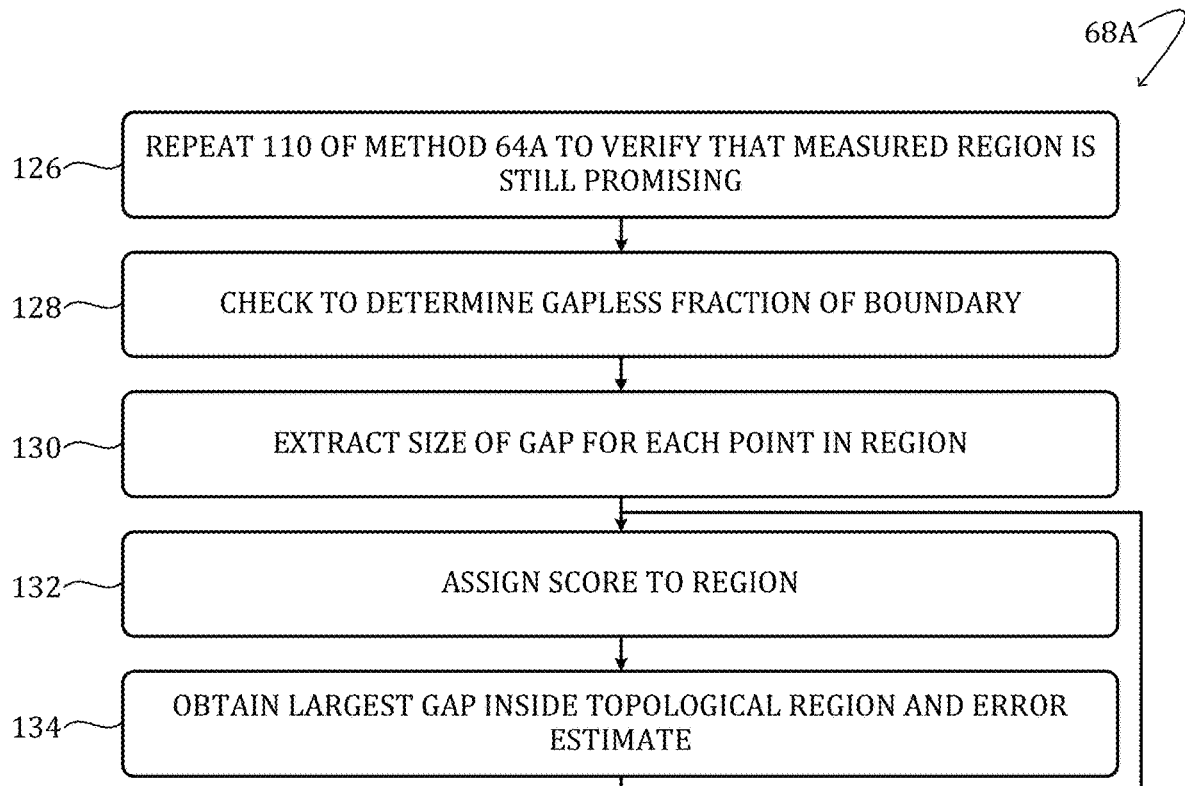 68A
126
REPEAT 110 OF METHOD 64A TO VERIFY THAT MEASURED REGION IS
STILL PROMISING
128
CHECK TO DETERMINE GAPLESS FRACTION OF BOUNDARY
130
EXTRACT SIZE OF GAP FOR EACH POINT IN REGION
132
ASSIGN SCORE TO REGION
134
OBTAIN LARGEST GAP INSIDE TOPOLOGICAL REGION AND ERROR
ESTIMATE